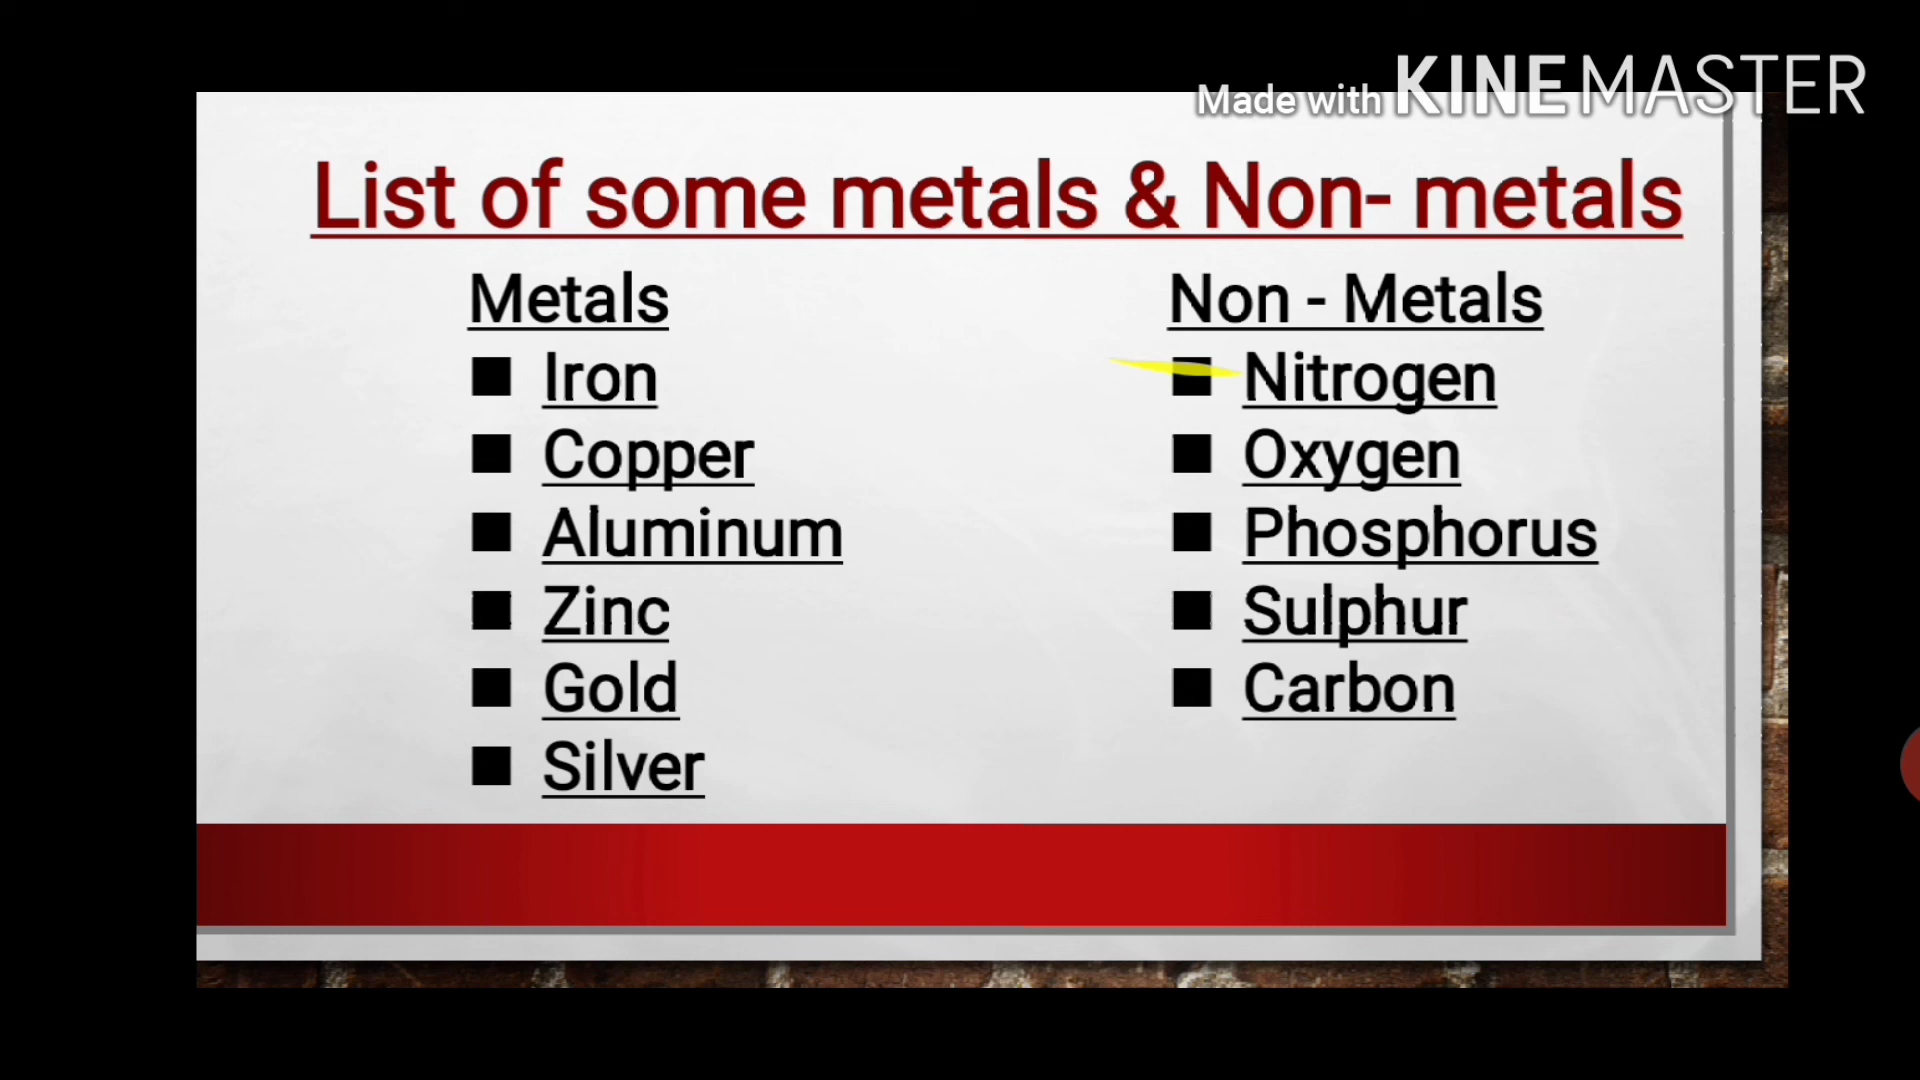 Made with KINEMASTER
List of some metals & Non- metals
Metals
Iron
Copper
Aluminum
Zinc
Gold
Silver
Non - Metals
Nitrogen
Oxygen
Phosphorus
Sulphur
Carbon